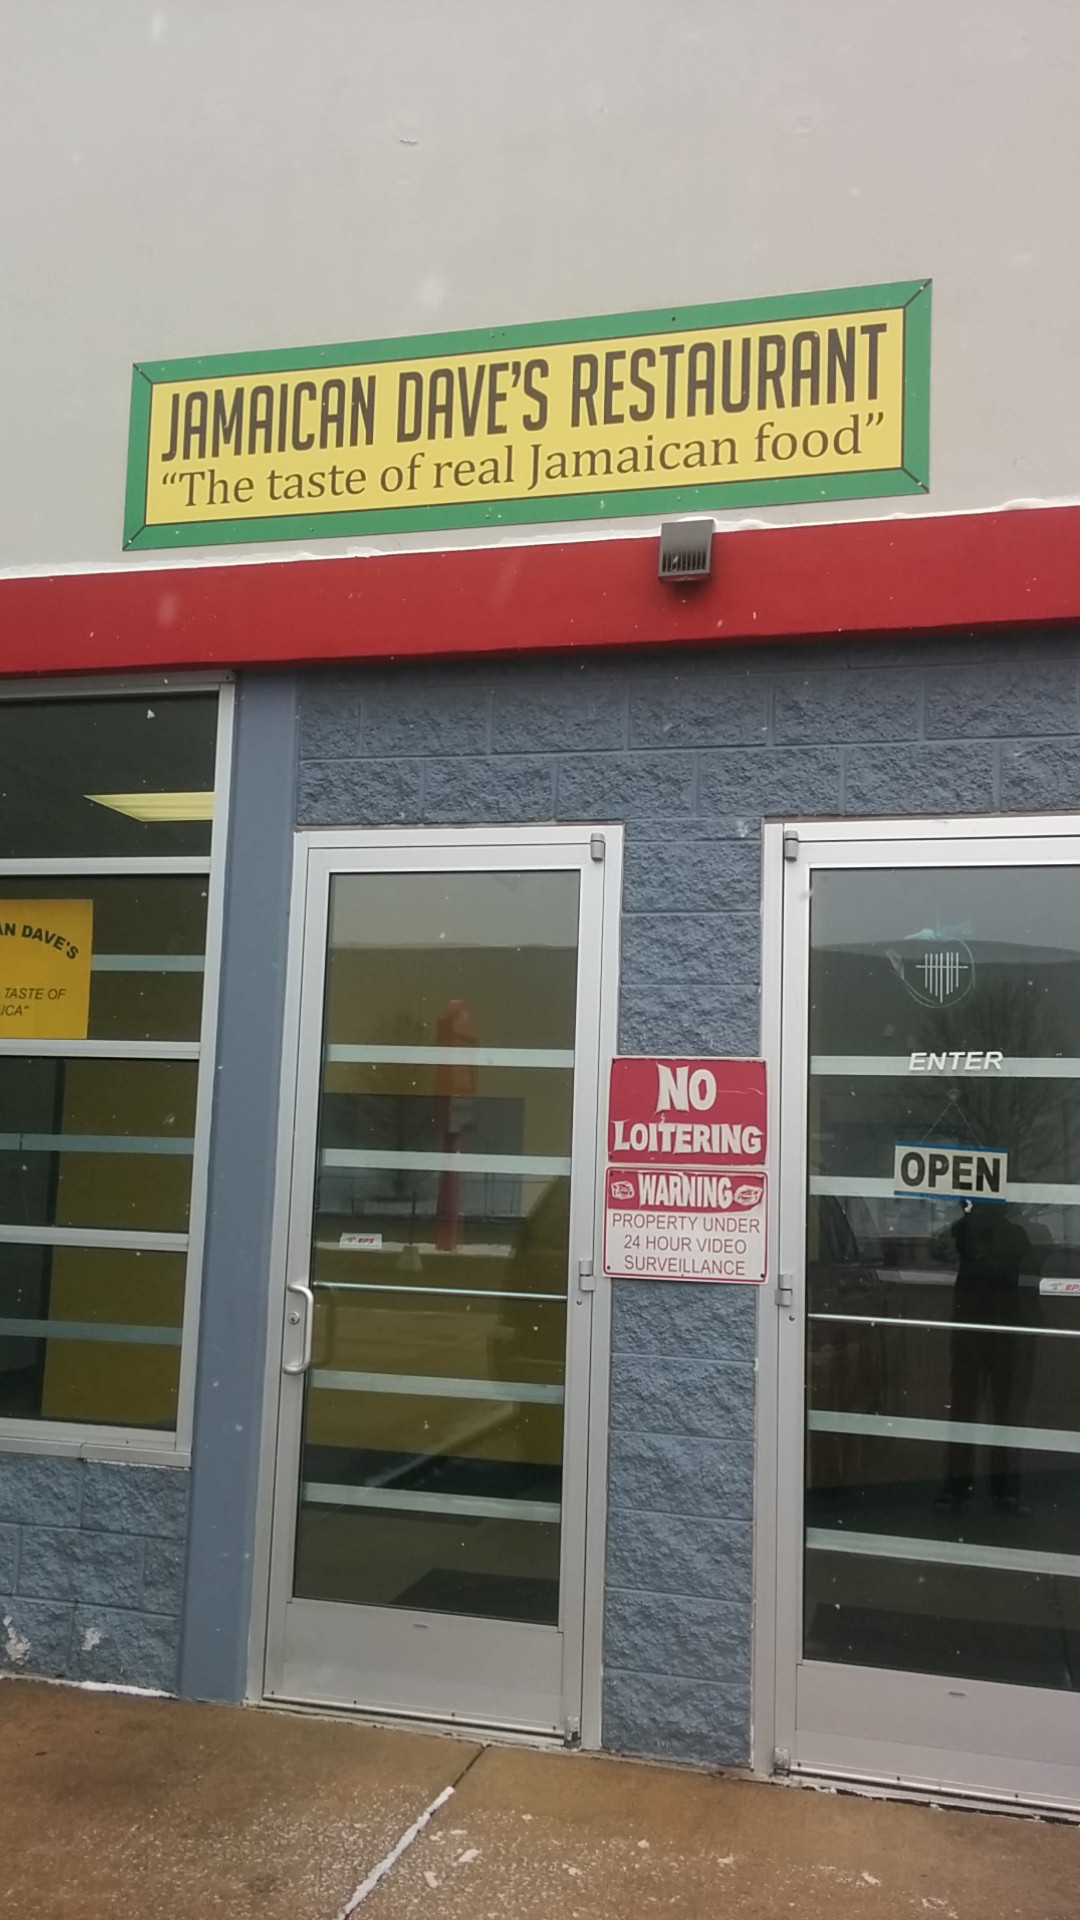 JAMAICAN DAVE'S RESTAURANT
“The taste of real Jamaican food”
AN DAVE'S
TASTE OF
ICA"
NO
LOITERING
WARNING
PROPERTY UNDER
24 HOUR VIDEO
SURVEILLANCE
ENTER
OPEN
EPS